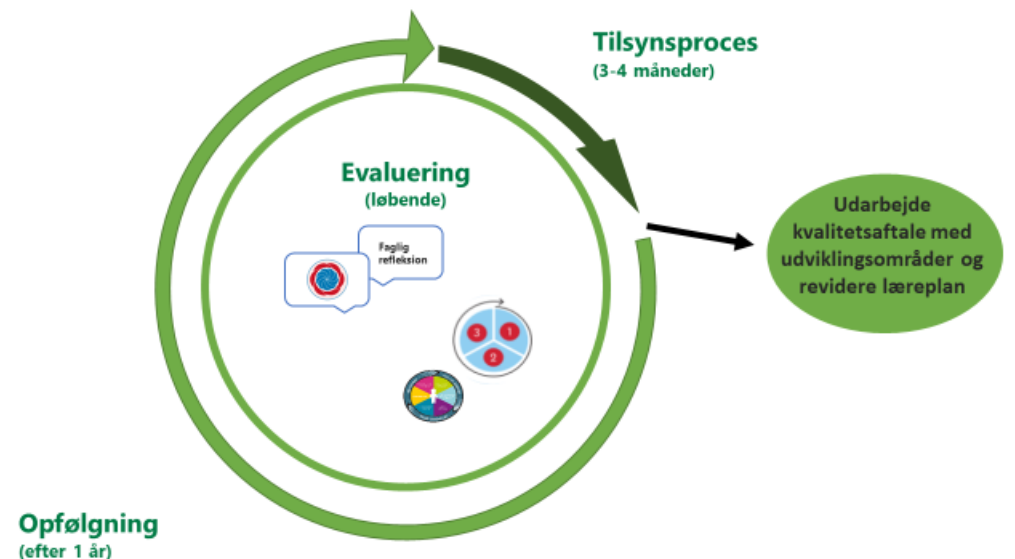 Tilsynsproces
(3-4 måneder)
Evaluering
(løbende)
Faglig
refleksion
3
1
2
Udarbejde
kvalitetsaftale med
udviklingsområder og
revidere læreplan
Opfølgning
(efter 1 år)